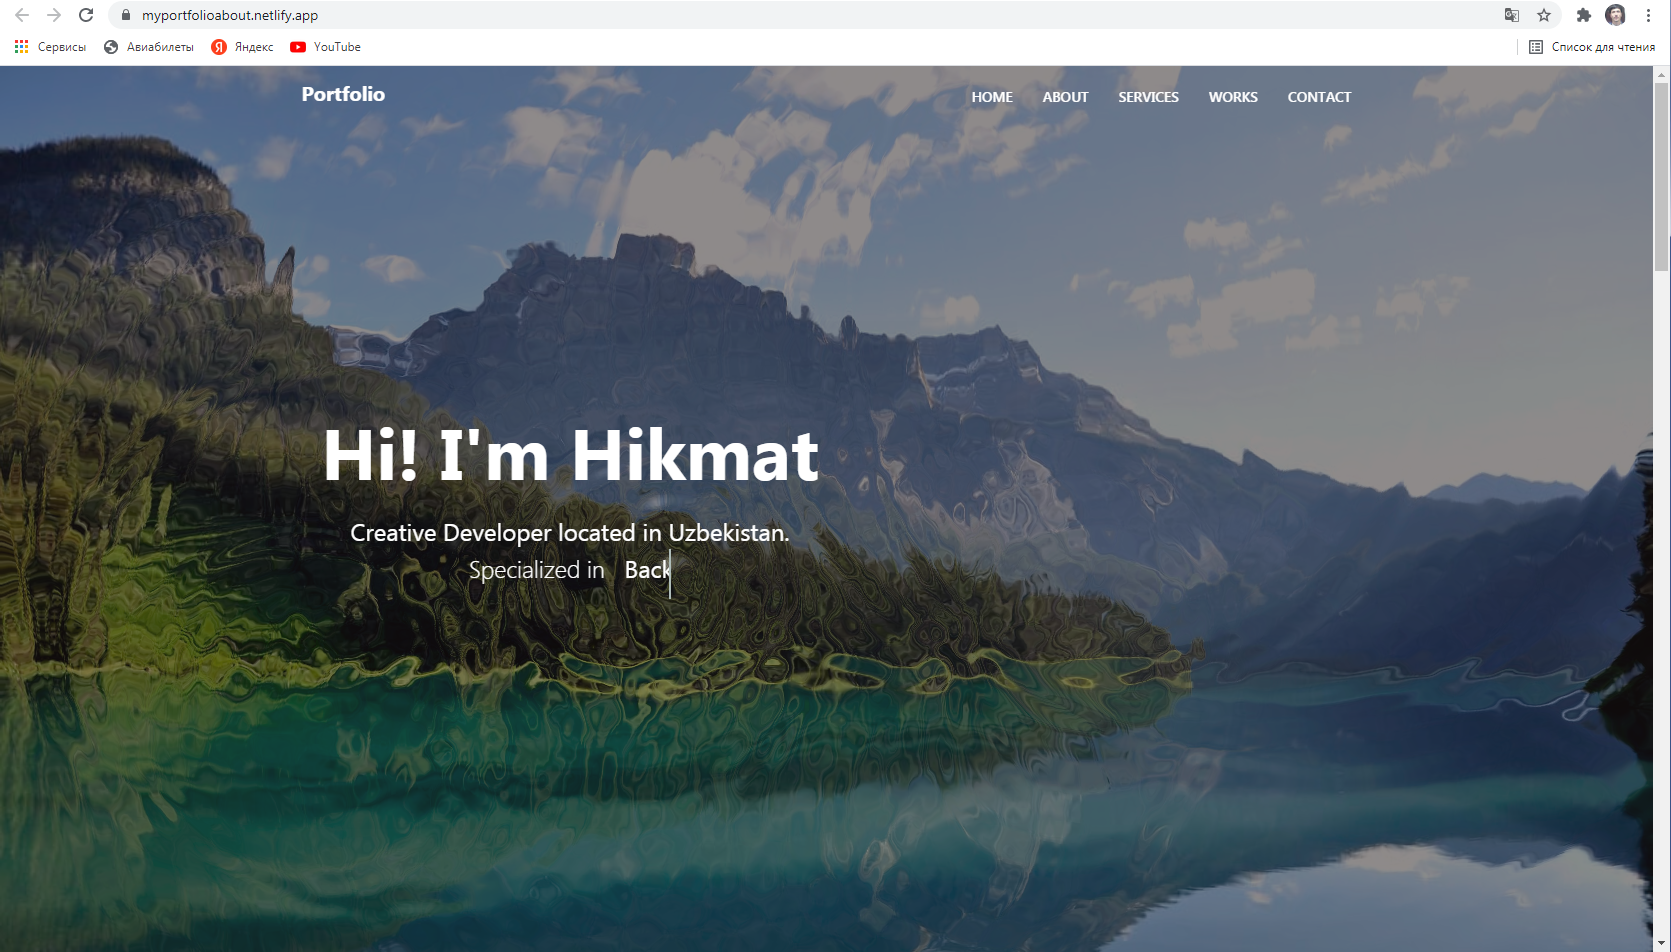 myportfolioabout.netlify.app
Сервисы Авиабилеты Яндекс YouTube Список для чтения
Portfolio HOME ABOUT SERVICES WORKS CONTACT
Hi! I'm Hikmat
Creative Developer located in Uzbekistan.
Specialized in Back